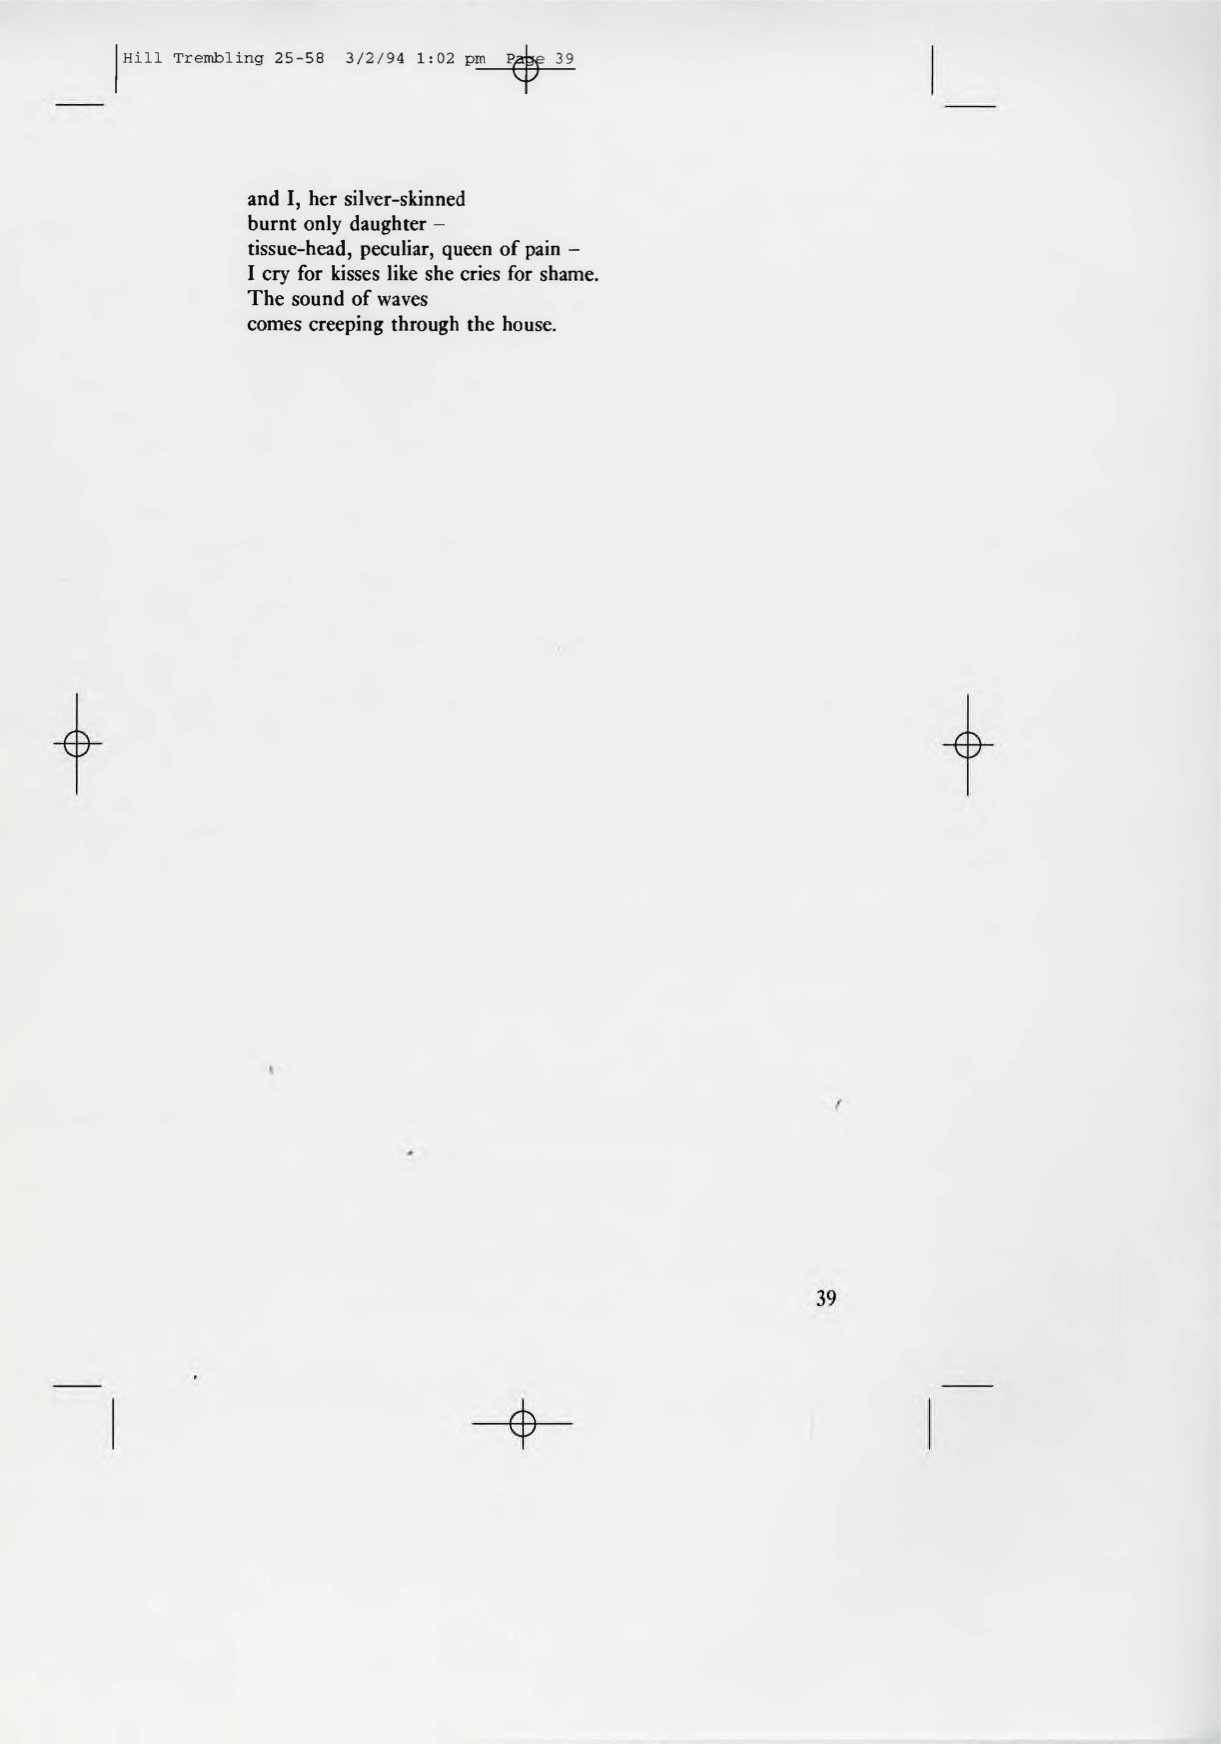 Hill Trembling 25-58 3/2/94 1:02 pm Page 39
and I, her silver-skinned
burnt only daughter –
tissue-head, peculiar, queen of pain –
I cry for kisses like she cries for shame.
The sound of waves
comes creeping through the house.
39